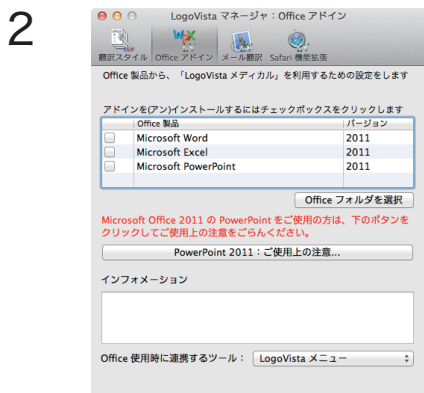 2
LogoVista マネージャ：Office アドイン
翻訳スタイル Office アドイン メール翻訳 Safari 機能拡張
Office 製品から、「LogoVista メディカル」を利用するための設定をします
アドインを(アン)インストールするにはチェックボックスをクリックします
Office 製品 バージョン
Microsoft Word 2011
Microsoft Excel 2011
Microsoft PowerPoint 2011
Office フォルダを選択
Microsoft Office 2011 の PowerPoint をご使用の方は、下のボタンを
クリックしてご使用上の注意をごらんください。
PowerPoint 2011：ご使用上の注意...
インフォメーション
Office 使用時に連携するツール： LogoVista メニュー